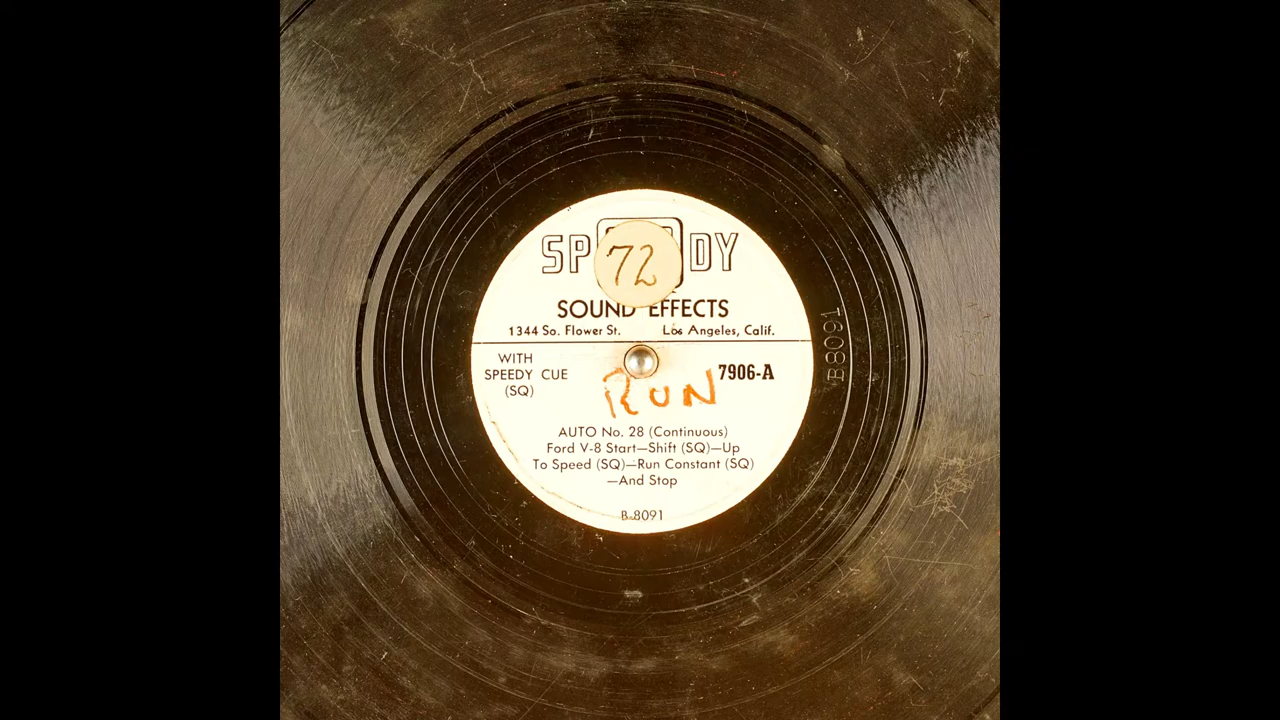 SP DY
72
SOUND EFFECTS
1344 So. Flower St. Los Angeles, Calif.
WITH
SPEEDY CUE
(SQ)
7906-A
RUN
AUTO No. 28 (Continuous)
Ford V-8 Start—Shift (SQ)—Up
To Speed (SQ)—Run Constant (SQ)
—And Stop
B-8091
B8091